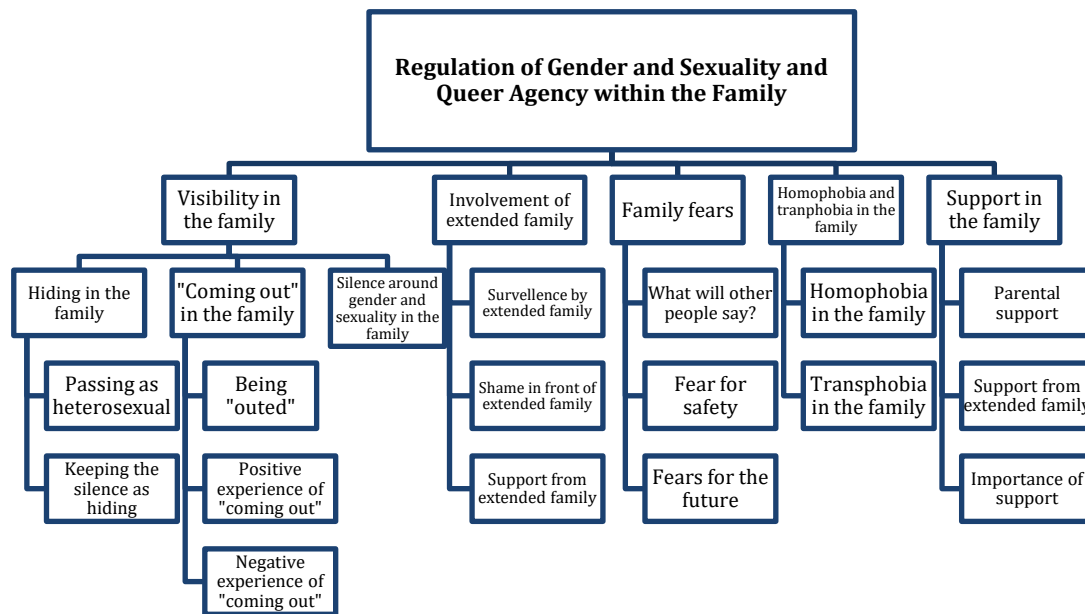 Regulation of Gender and Sexuality and
Queer Agency within the Family
Visibility in
the family
Involvement of
extended family
Family fears
Homophobia and
tranphobia in the
family
Support in
the family
Hiding in the
family
"Coming out"
in the family
Silence around
gender and
sexuality in the
family
Survellence by
extended family
What will other
people say?
Homophobia
in the family
Parental
support
Passing as
heterosexual
Being
"outed"
Shame in front of
extended family
Fear for
safety
Transphobia
in the family
Support from
extended family
Keeping the
silence as
hiding
Positive
experience of
"coming out"
Support from
extended family
Fears for the
future
Importance of
support
Negative
experience of
"coming out"